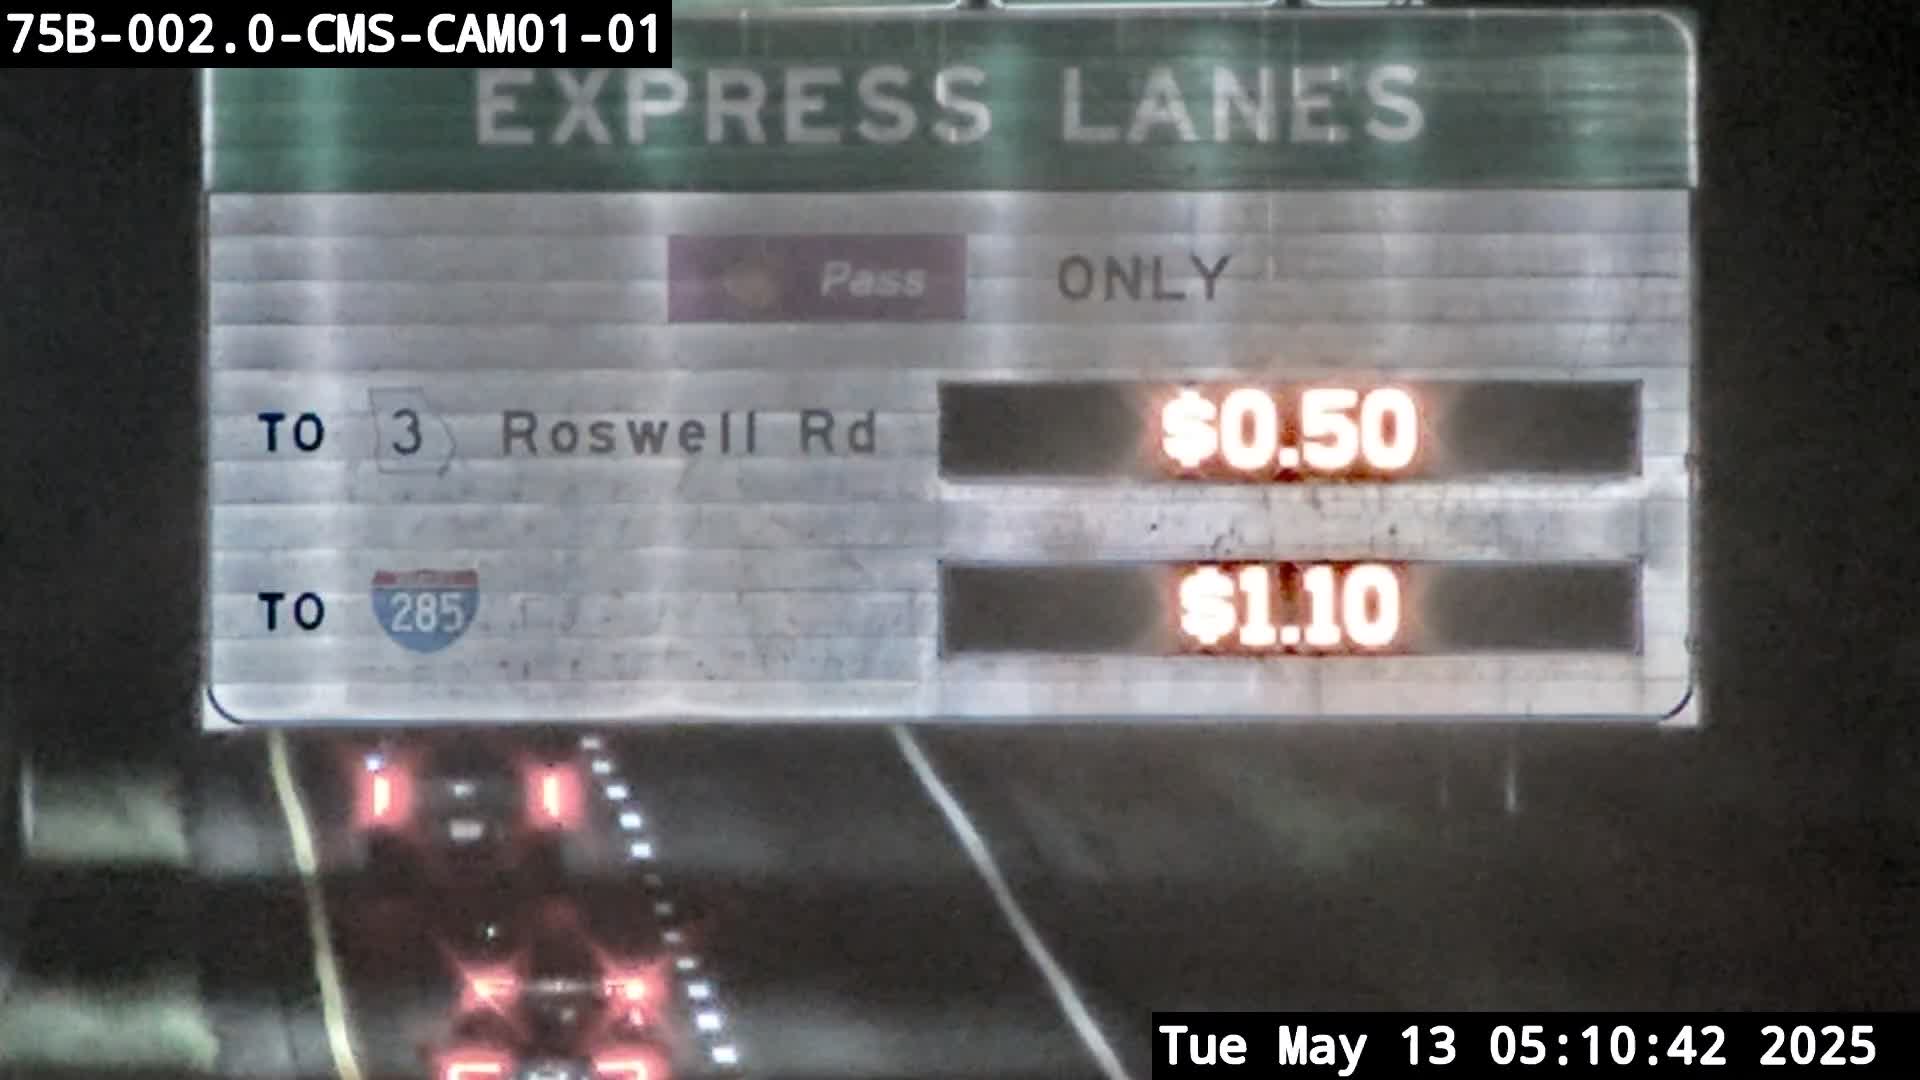 75B-002.0-CMS-CAM01-01
EXPRESS LANES
Pass ONLY
TO 3 Roswell Rd $0.50
TO 285 $1.10
Tue May 13 05:10:42 2025